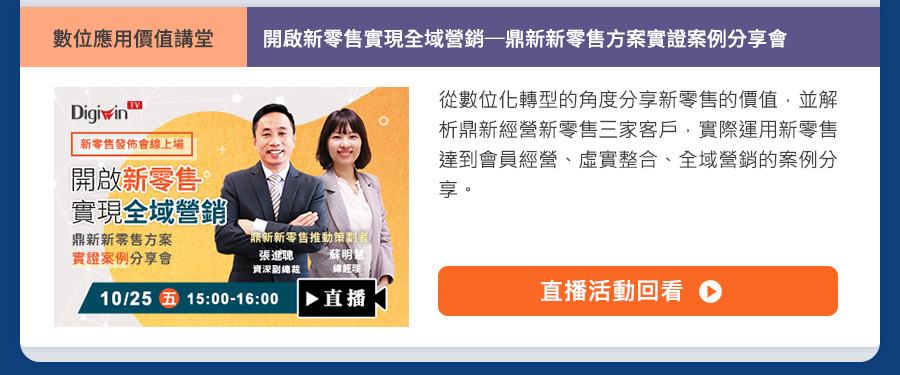 數位應用價值講堂
開啟新零售實現全域營銷─鼎新新零售方案實證案例分享會
Digiwin TV
新零售發佈會線上場
開啟新零售
實現全域營銷
鼎新新零售方案
實證案例分享會
鼎新新零售推動策劃者
張進聰
資深副總裁
蘇明慧
總經理
10/25 五 15:00-16:00
直播
從數位化轉型的角度分享新零售的價值，並解
析鼎新經營新零售三家客戶，實際運用新零售
達到會員經營、虛實整合、全域營銷的案例分
享。
直播活動回看